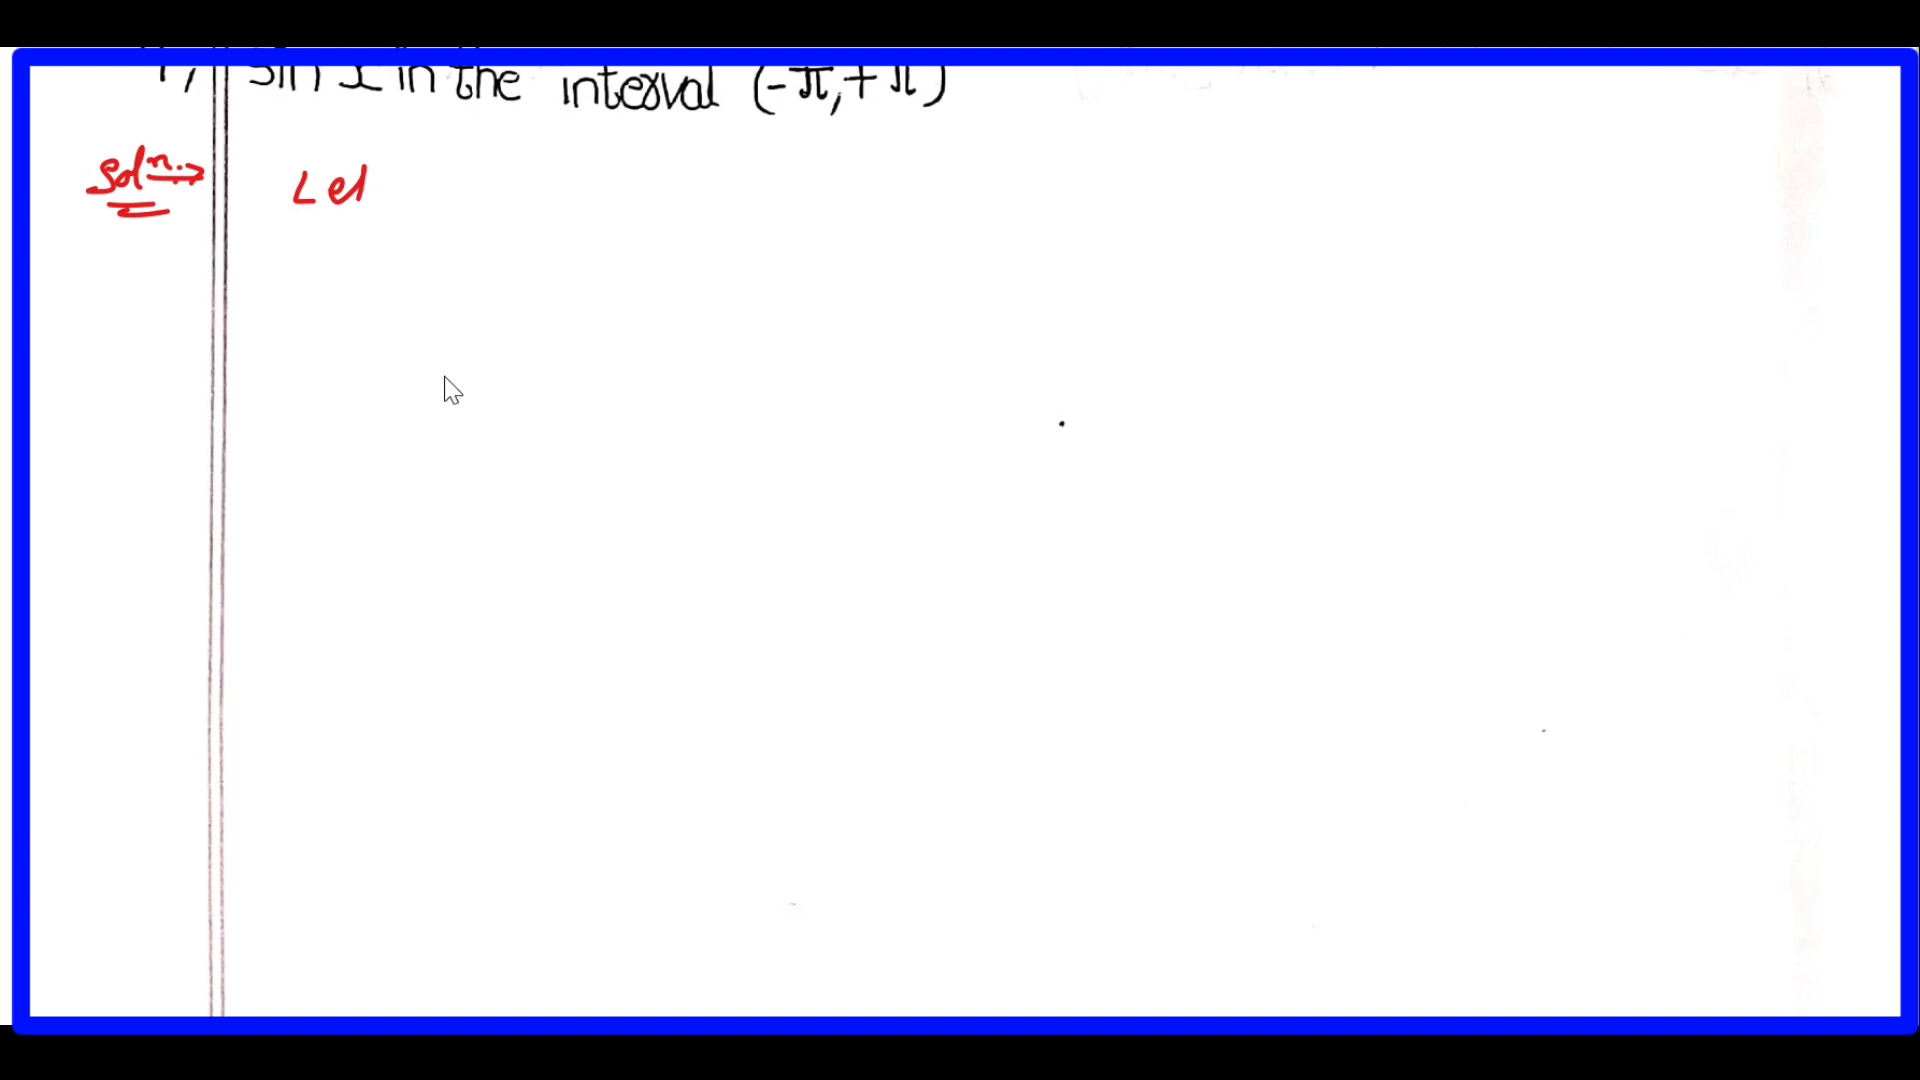 sin x in the interval (-π,+π)
Solⁿ.→ Let